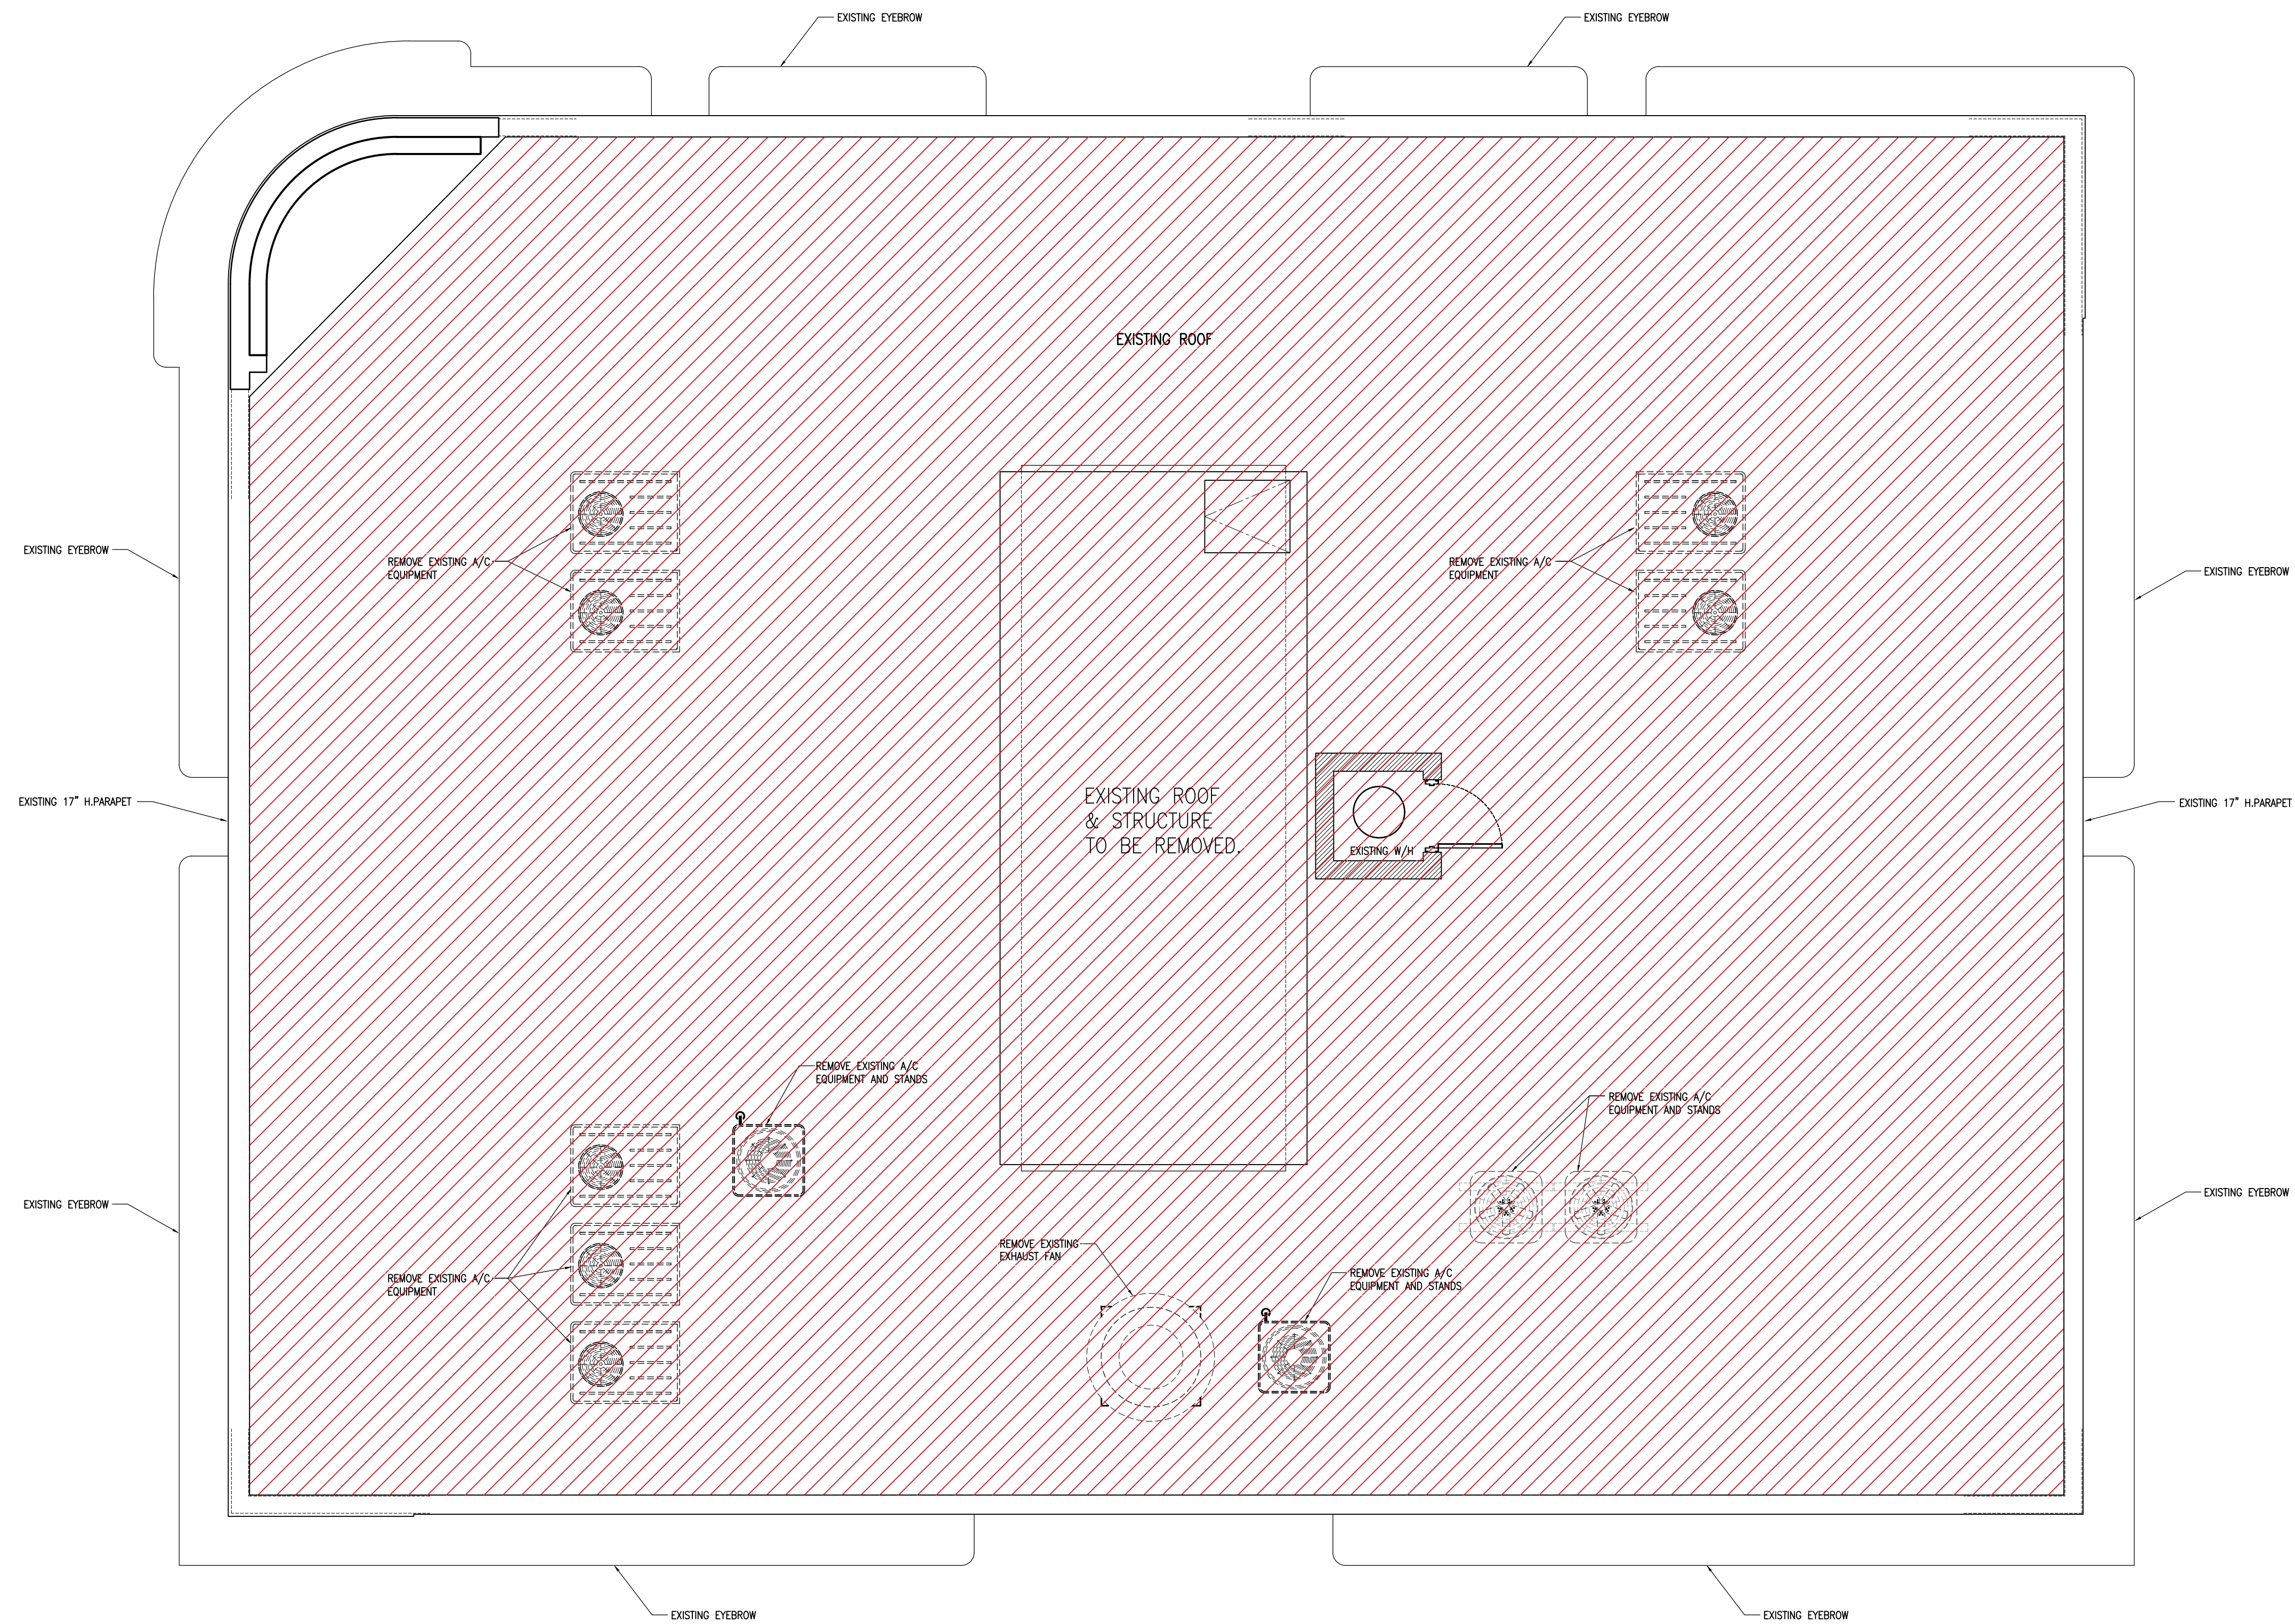 EXISTING EYEBROW
EXISTING EYEBROW
EXISTING ROOF
EXISTING EYEBROW
REMOVE EXISTING A/C
EQUIPMENT
REMOVE EXISTING A/C
EQUIPMENT
EXISTING EYEBROW
EXISTING 17" H.PARAPET
EXISTING ROOF
& STRUCTURE
TO BE REMOVED.
EXISTING W/H
EXISTING 17" H.PARAPET
REMOVE EXISTING A/C
EQUIPMENT AND STANDS
REMOVE EXISTING A/C
EQUIPMENT AND STANDS
EXISTING EYEBROW
EXISTING EYEBROW
REMOVE EXISTING
EXHAUST FAN
REMOVE EXISTING A/C
EQUIPMENT
REMOVE EXISTING A/C
EQUIPMENT AND STANDS
EXISTING EYEBROW
EXISTING EYEBROW